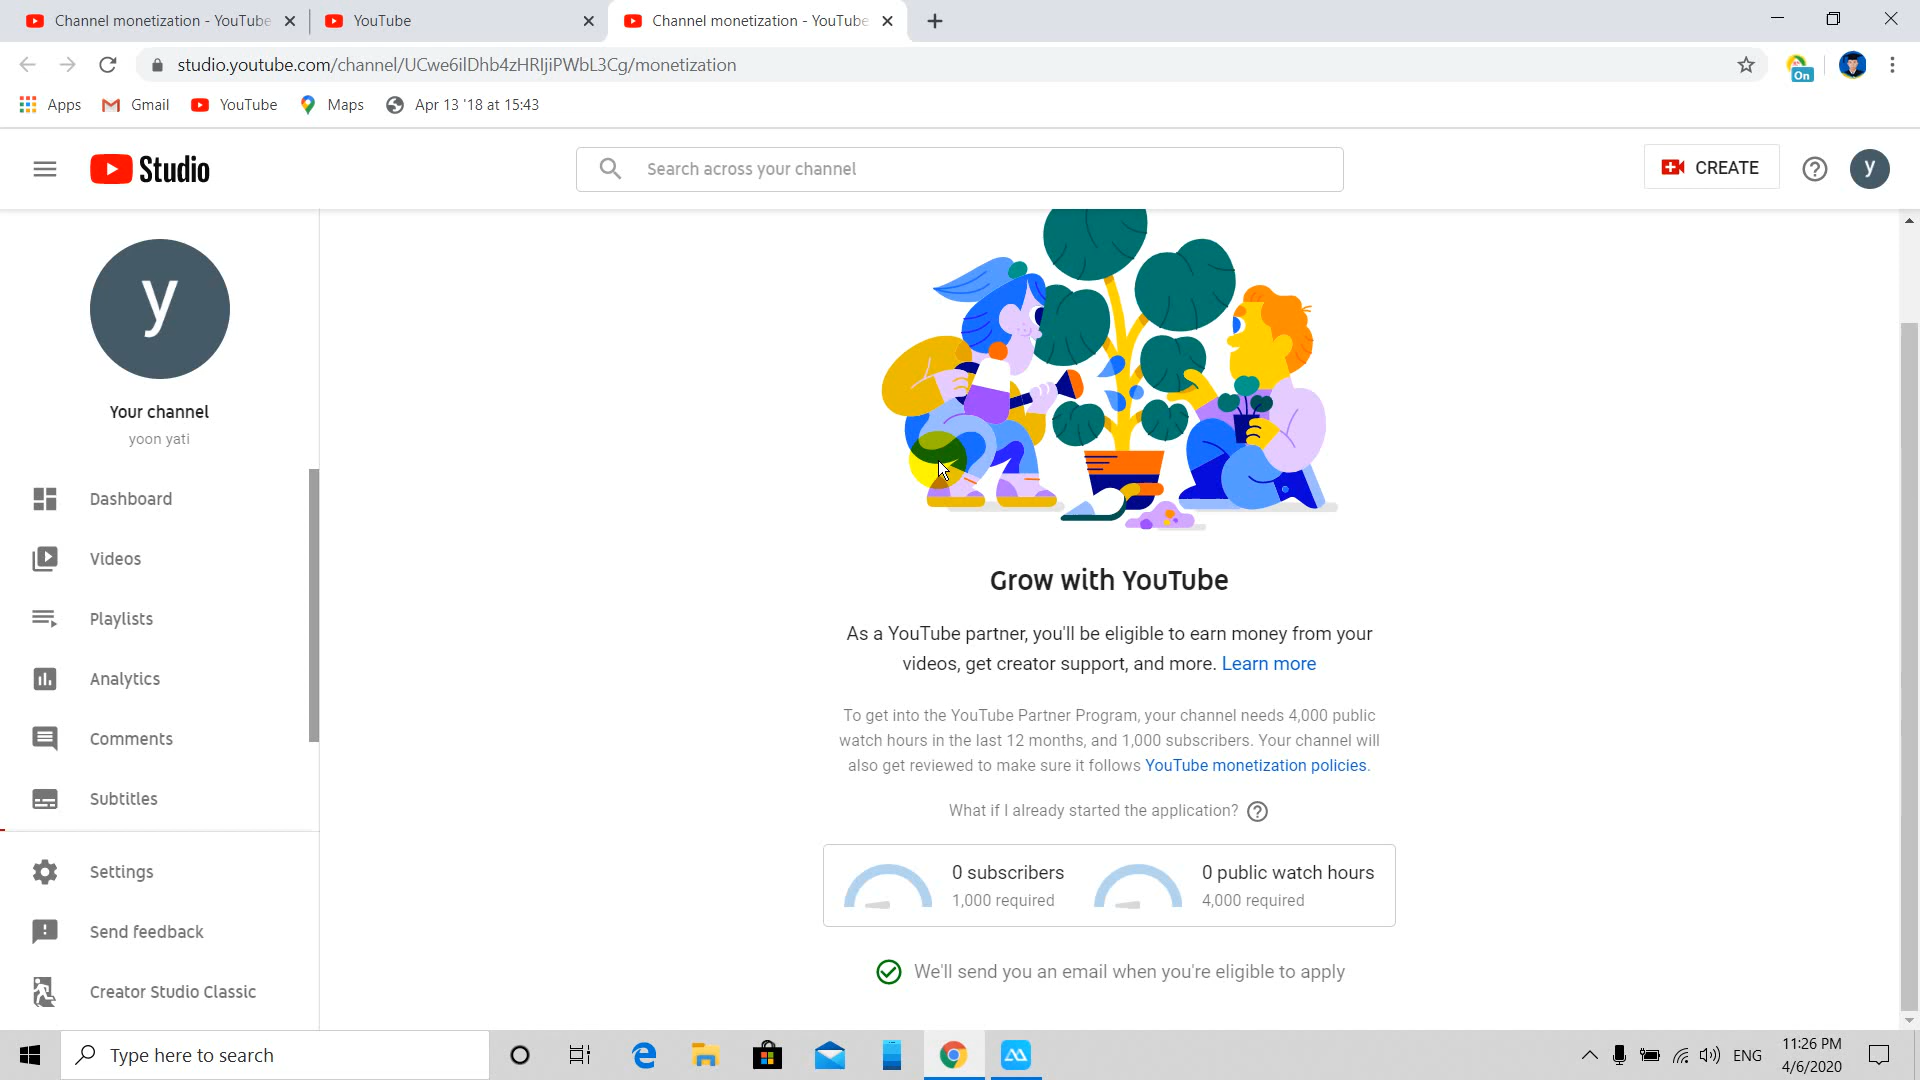 Channel monetization - YouTube
YouTube
Channel monetization - YouTube
studio.youtube.com/channel/UCwe6ilDhb4zHRIjiPWbL3Cg/monetization
On
Apps
Gmail
YouTube
Maps
Apr 13 '18 at 15:43
Studio
Search across your channel
CREATE
y
y
Your channel
yoon yati
Dashboard
Videos
Playlists
Analytics
Comments
Subtitles
Settings
Send feedback
Creator Studio Classic
Grow with YouTube
As a YouTube partner, you'll be eligible to earn money from your
videos, get creator support, and more. Learn more
To get into the YouTube Partner Program, your channel needs 4,000 public
watch hours in the last 12 months, and 1,000 subscribers. Your channel will
also get reviewed to make sure it follows YouTube monetization policies.
What if I already started the application?
0 subscribers
1,000 required
0 public watch hours
4,000 required
We'll send you an email when you're eligible to apply
Type here to search
ENG
11:26 PM
4/6/2020